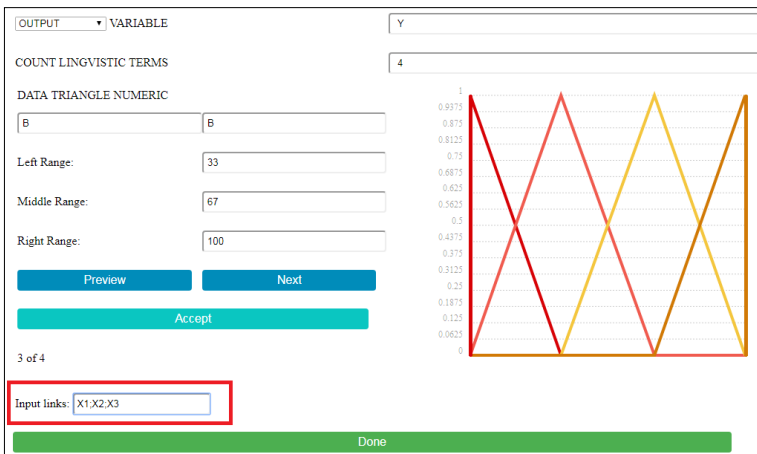 OUTPUT VARIABLE Y
COUNT LINGVISTIC TERMS 4
DATA TRIANGLE NUMERIC
B B
Left Range: 33
Middle Range: 67
Right Range: 100
Preview Next
Accept
3 of 4
Input links: X1;X2;X3
Done
1
0.9375
0.875
0.8125
0.75
0.6875
0.625
0.5625
0.5
0.4375
0.375
0.3125
0.25
0.1875
0.125
0.0625
0